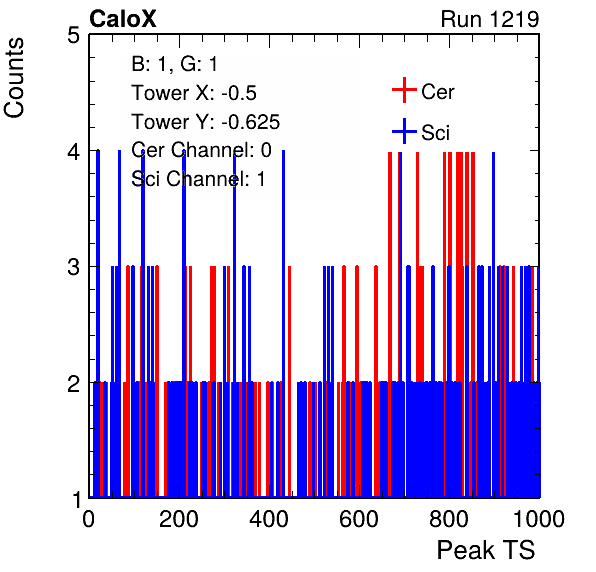 CaloX Run 1219
Counts
5
B: 1, G: 1
Tower X: -0.5
Tower Y: -0.625
Cer Channel: 0
Sci Channel: 1
Cer
Sci
4
3
2
1
0 200 400 600 800 1000
Peak TS